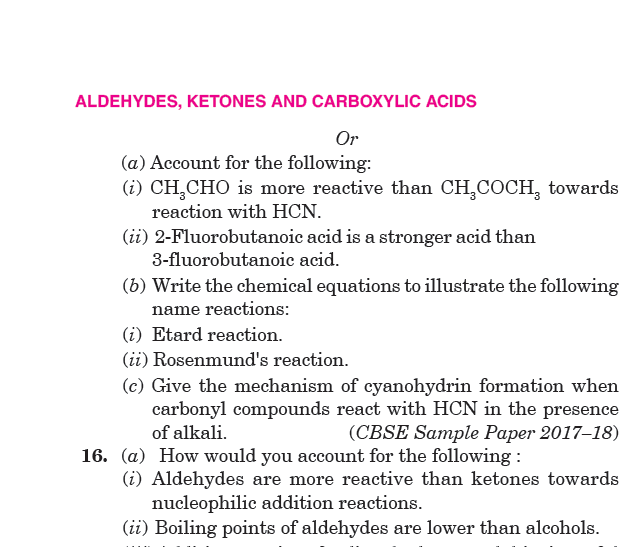 ALDEHYDES, KETONES AND CARBOXYLIC ACIDS
Or
(a) Account for the following:
(i) CH₃CHO is more reactive than CH₃COCH₃ towards
reaction with HCN.
(ii) 2-Fluorobutanoic acid is a stronger acid than
3-fluorobutanoic acid.
(b) Write the chemical equations to illustrate the following
name reactions:
(i) Etard reaction.
(ii) Rosenmund's reaction.
(c) Give the mechanism of cyanohydrin formation when
carbonyl compounds react with HCN in the presence
of alkali. (CBSE Sample Paper 2017–18)
16. (a) How would you account for the following :
(i) Aldehydes are more reactive than ketones towards
nucleophilic addition reactions.
(ii) Boiling points of aldehydes are lower than alcohols.